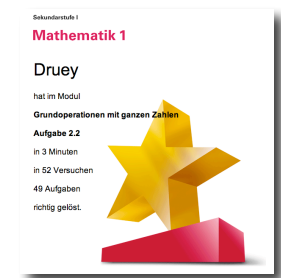 Sekundarstufe I
Mathematik 1
Druey
hat im Modul
Grundoperationen mit ganzen Zahlen
Aufgabe 2.2
in 3 Minuten
in 52 Versuchen
49 Aufgaben
richtig gelöst.